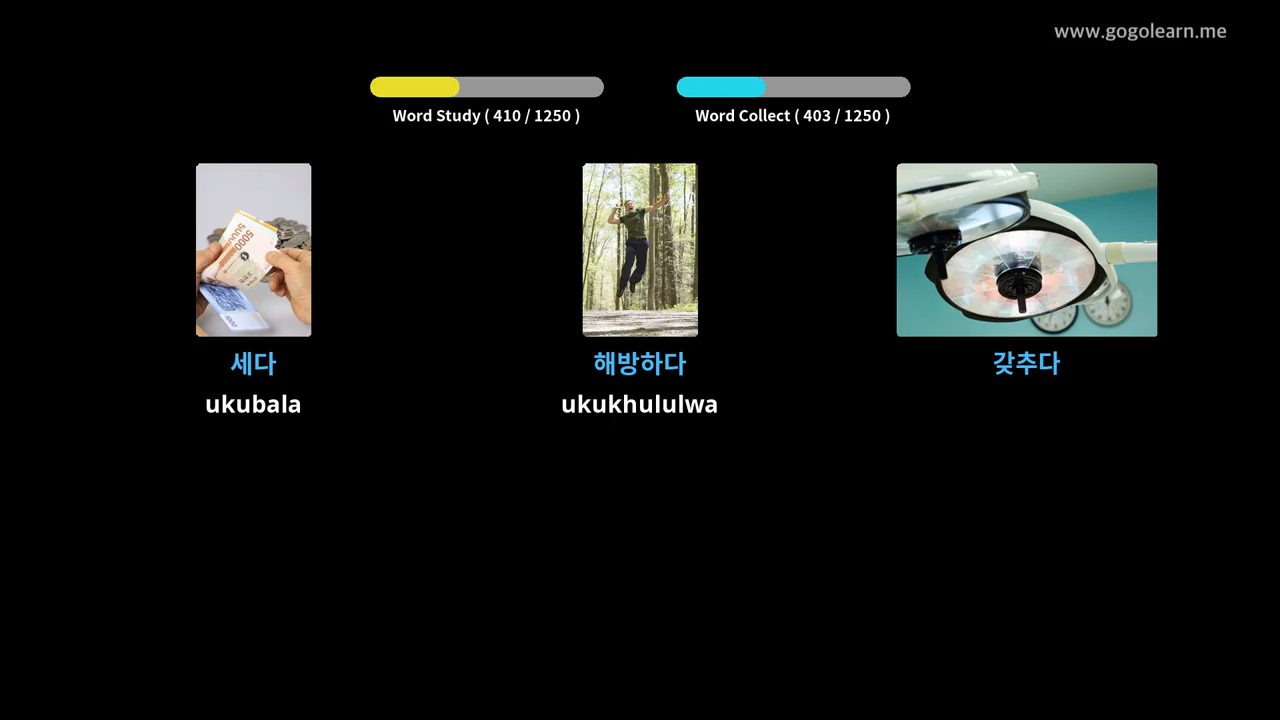 www.gogolearn.me
Word Study ( 410 / 1250 )
Word Collect ( 403 / 1250 )
세다
해방하다
갖추다
ukubala
ukukhululwa